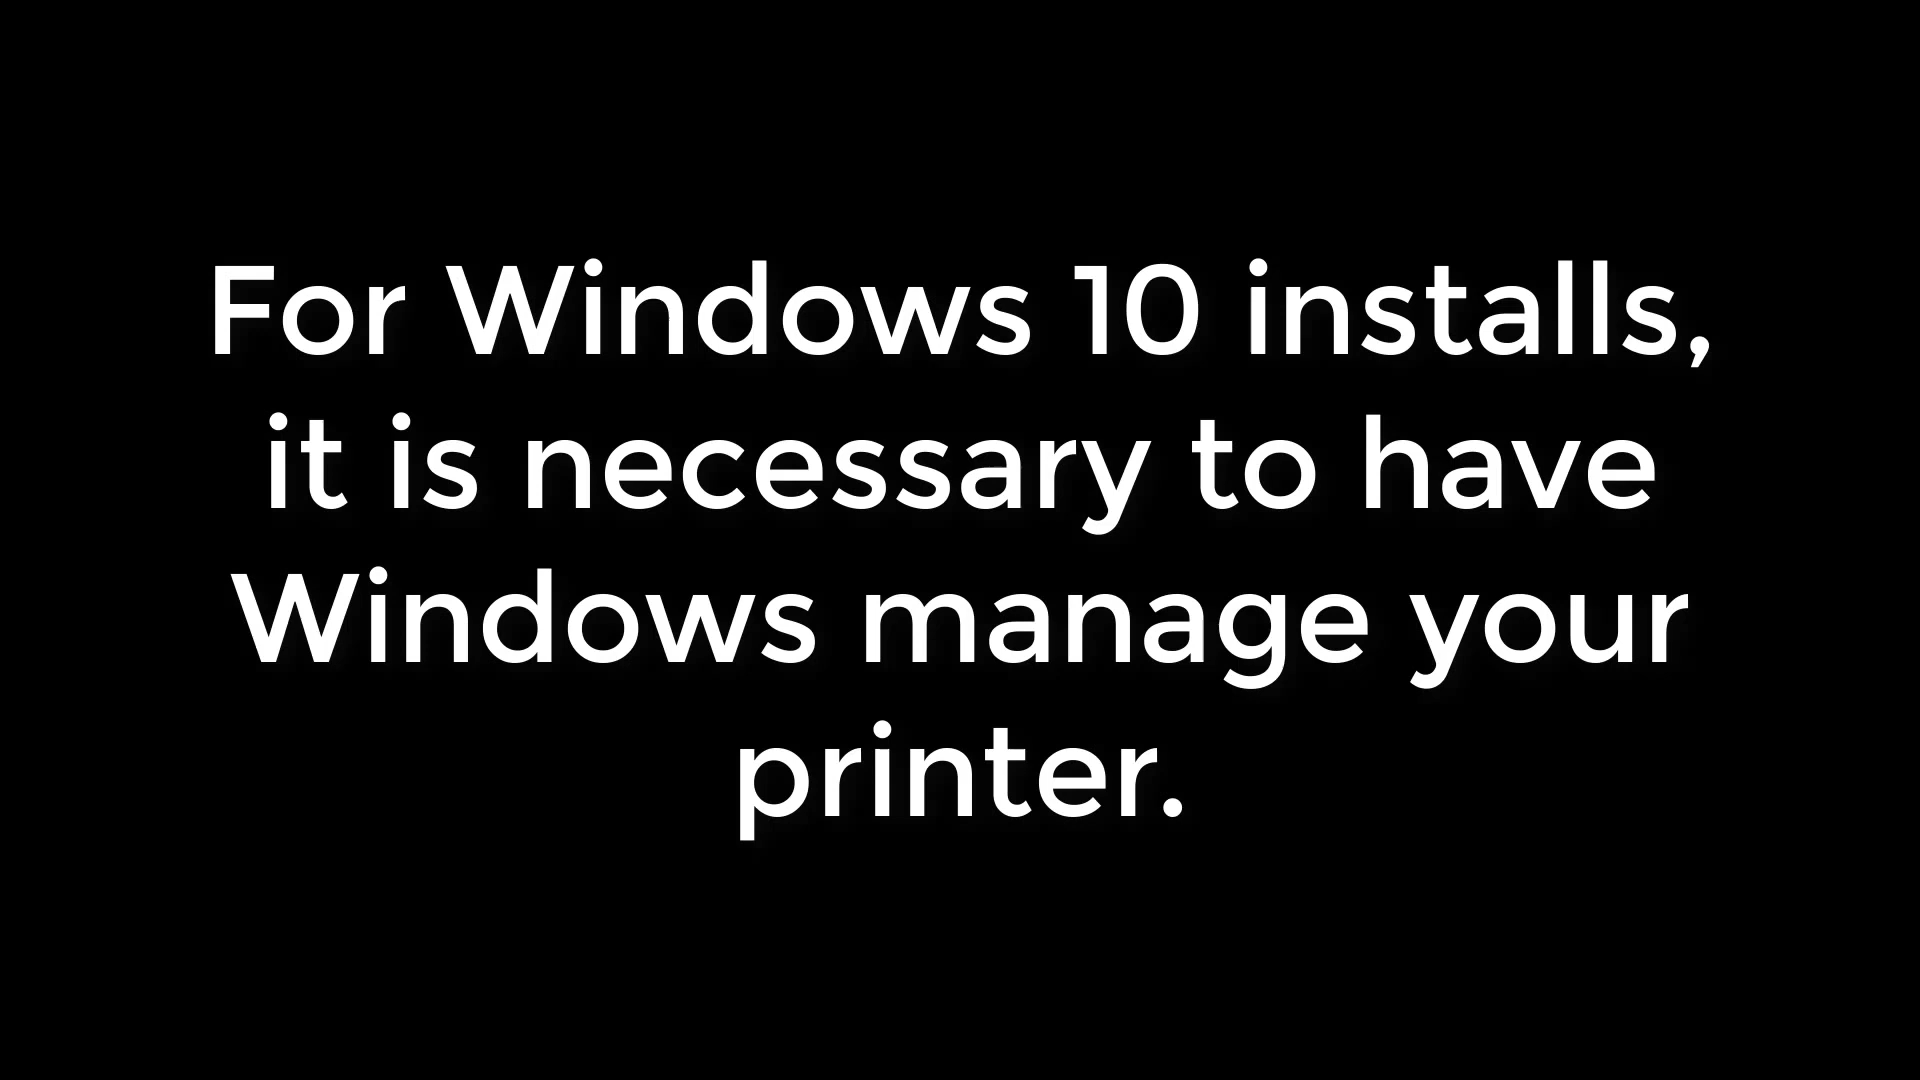 For Windows 10 installs,
it is necessary to have
Windows manage your
printer.